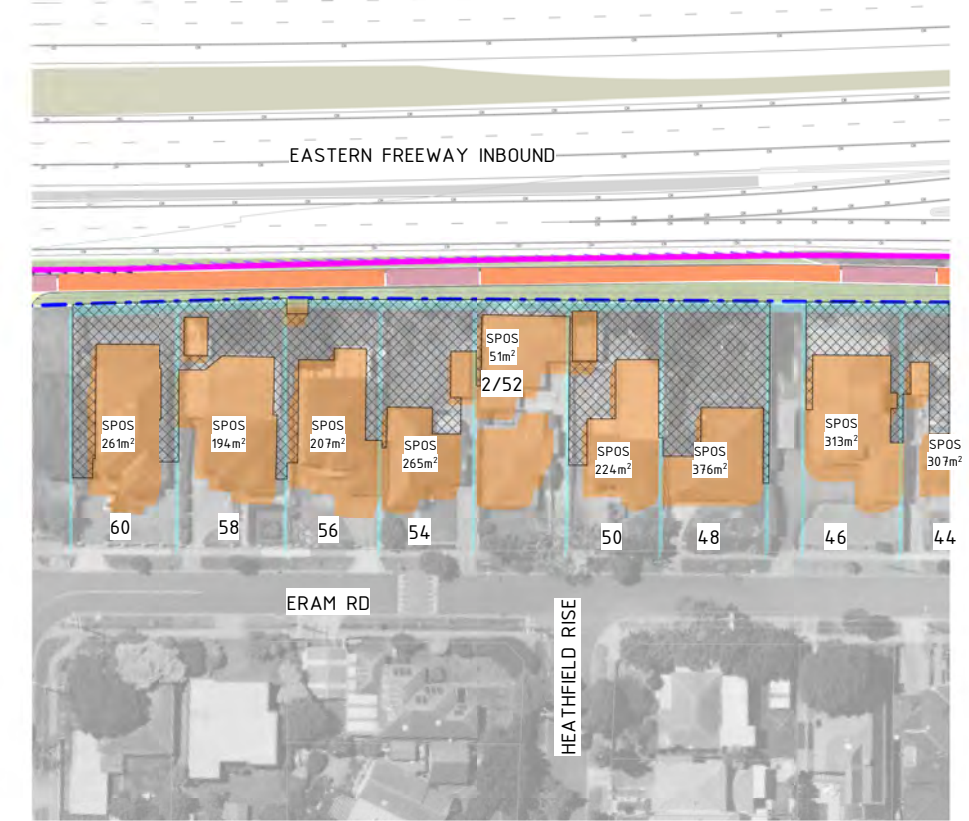 EASTERN FREEWAY INBOUND
SPOS
51m²
2/52
SPOS
261m²
SPOS
194m²
SPOS
207m²
SPOS
265m²
SPOS
224m²
SPOS
376m²
SPOS
313m²
SPOS
307m²
60
58
56
54
50
48
46
44
ERAM RD
HEATHFIELD RISE